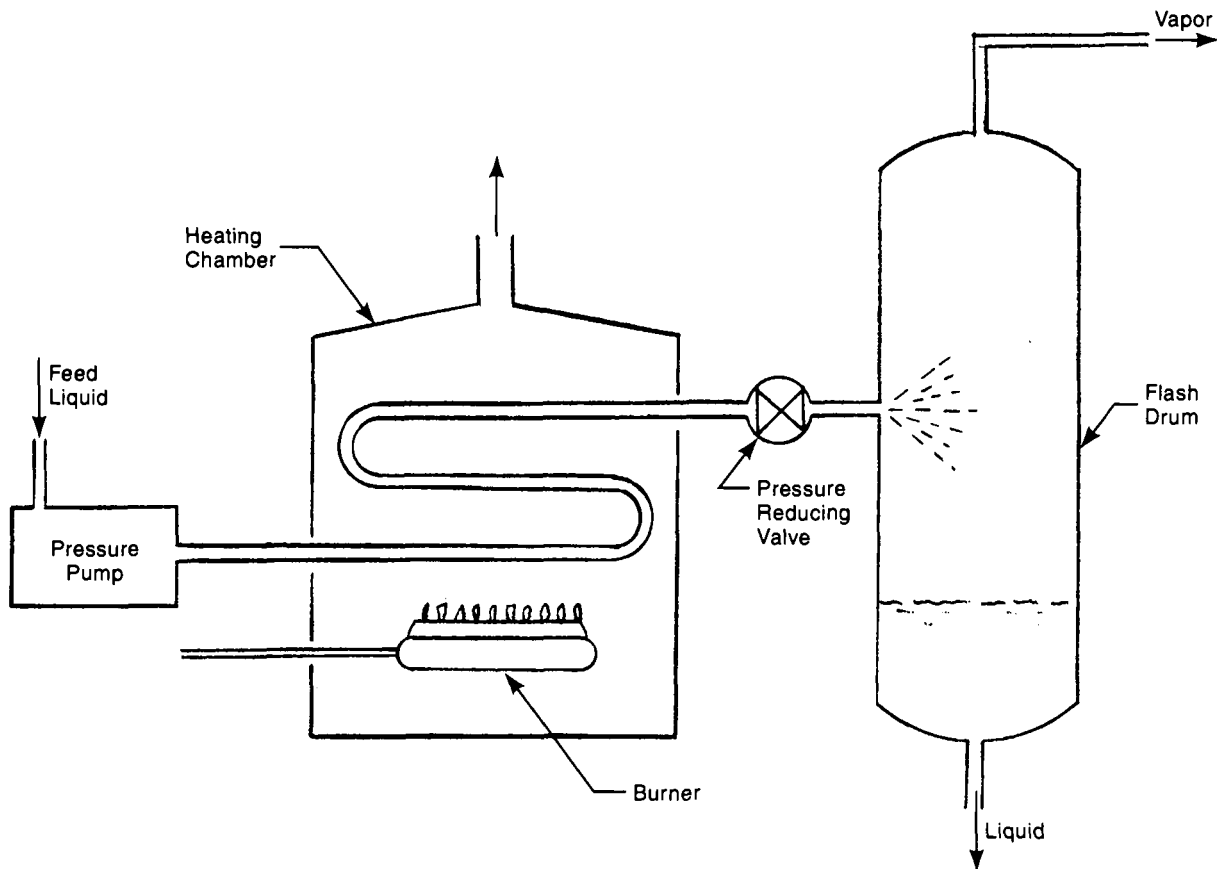 Vapor
Heating
Chamber
Feed
Liquid
Flash
Drum
Pressure
Reducing
Valve
Pressure
Pump
Burner
Liquid